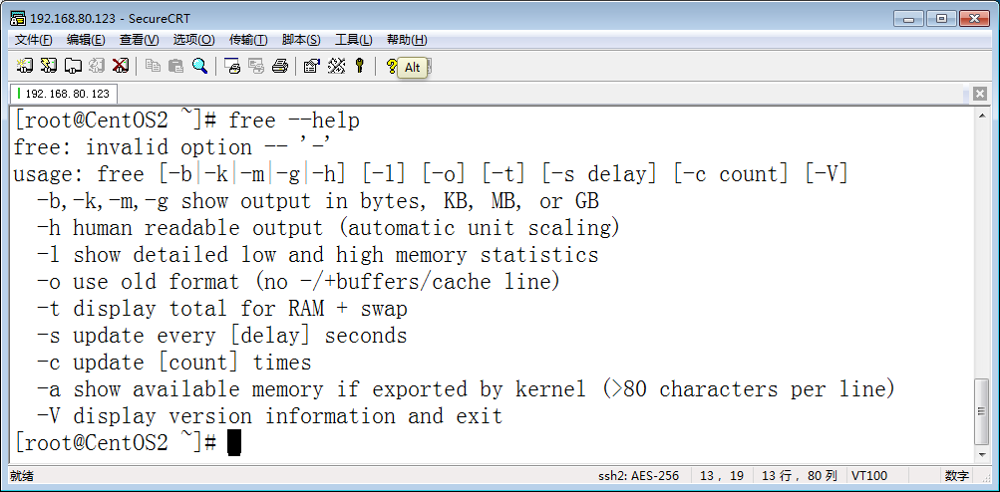 192.168.80.123 - SecureCRT
文件(F) 编辑(E) 查看(V) 选项(O) 传输(T) 脚本(S) 工具(L) 帮助(H)
Alt
192.168.80.123
[root@CentOS2 ~]# free --help
free: invalid option -- '-'
usage: free [-b|-k|-m|-g|-h] [-l] [-o] [-t] [-s delay] [-c count] [-V]
-b,-k,-m,-g show output in bytes, KB, MB, or GB
-h human readable output (automatic unit scaling)
-l show detailed low and high memory statistics
-o use old format (no -/+buffers/cache line)
-t display total for RAM + swap
-s update every [delay] seconds
-c update [count] times
-a show available memory if exported by kernel (>80 characters per line)
-V display version information and exit
[root@CentOS2 ~]#
就绪 ssh2: AES-256 13, 19 13 行, 80 列 VT100 数字